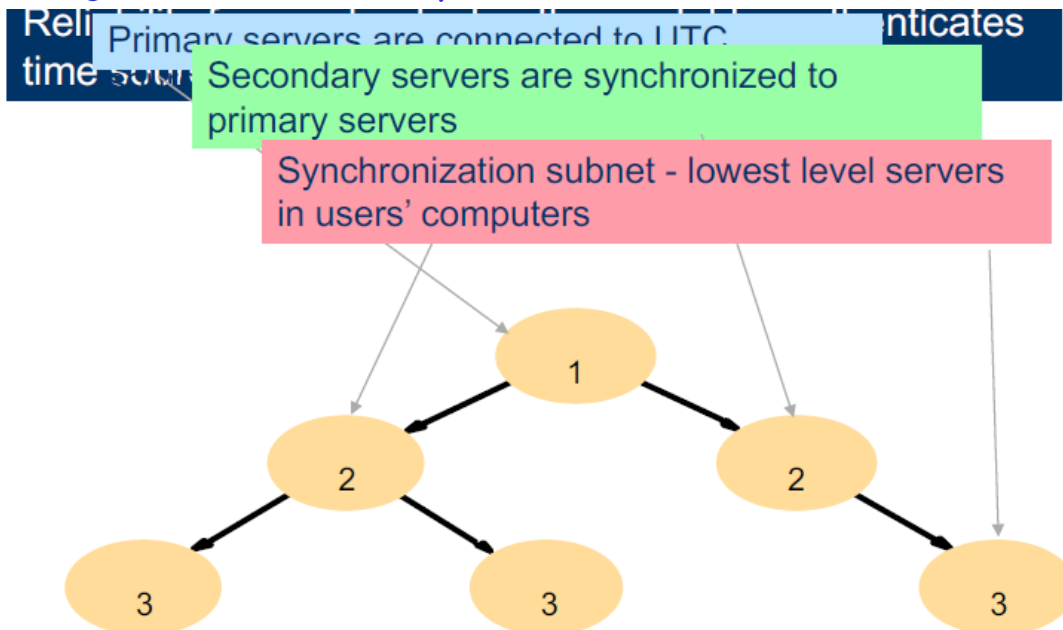 Reli
enticates
time sour
Primary servers are connected to UTC
Secondary servers are synchronized to
primary servers
Synchronization subnet - lowest level servers
in users’ computers
1
2
2
3
3
3